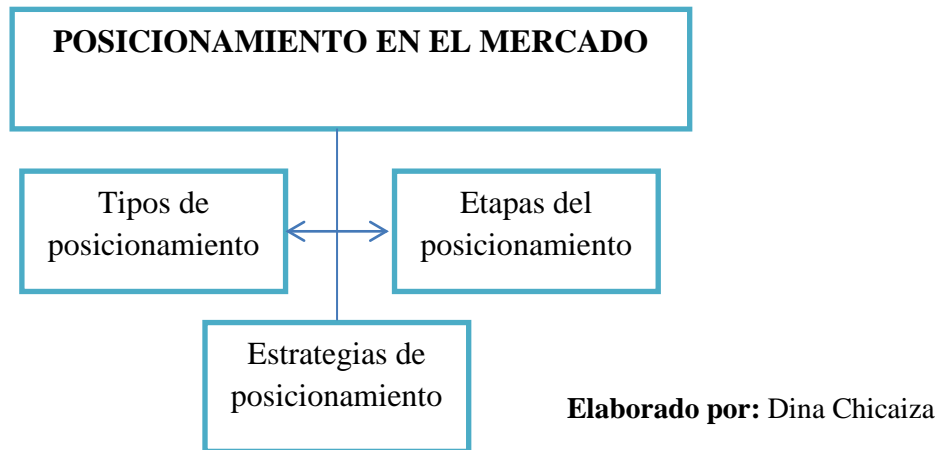 POSICIONAMIENTO EN EL MERCADO
Tipos de
posicionamiento
Etapas del
posicionamiento
Estrategias de
posicionamiento
Elaborado por: Dina Chicaiza